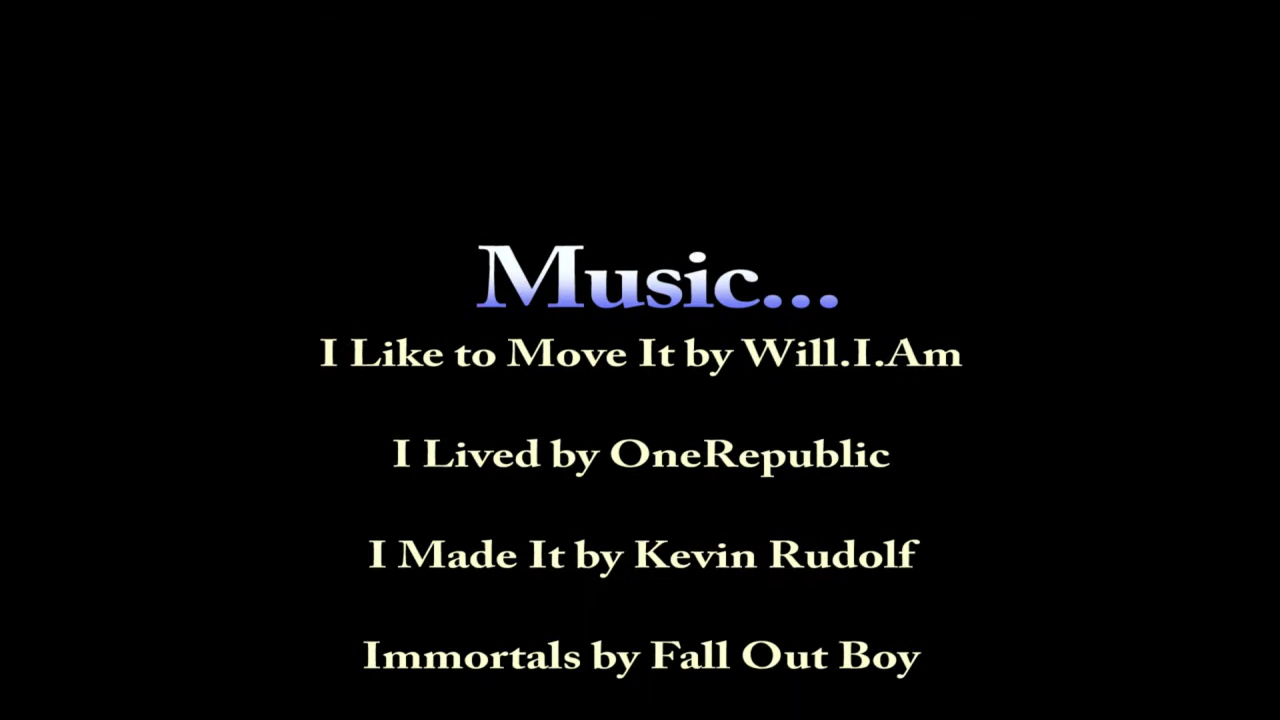 Music...
I Like to Move It by Will.I.Am
I Lived by OneRepublic
I Made It by Kevin Rudolf
Immortals by Fall Out Boy